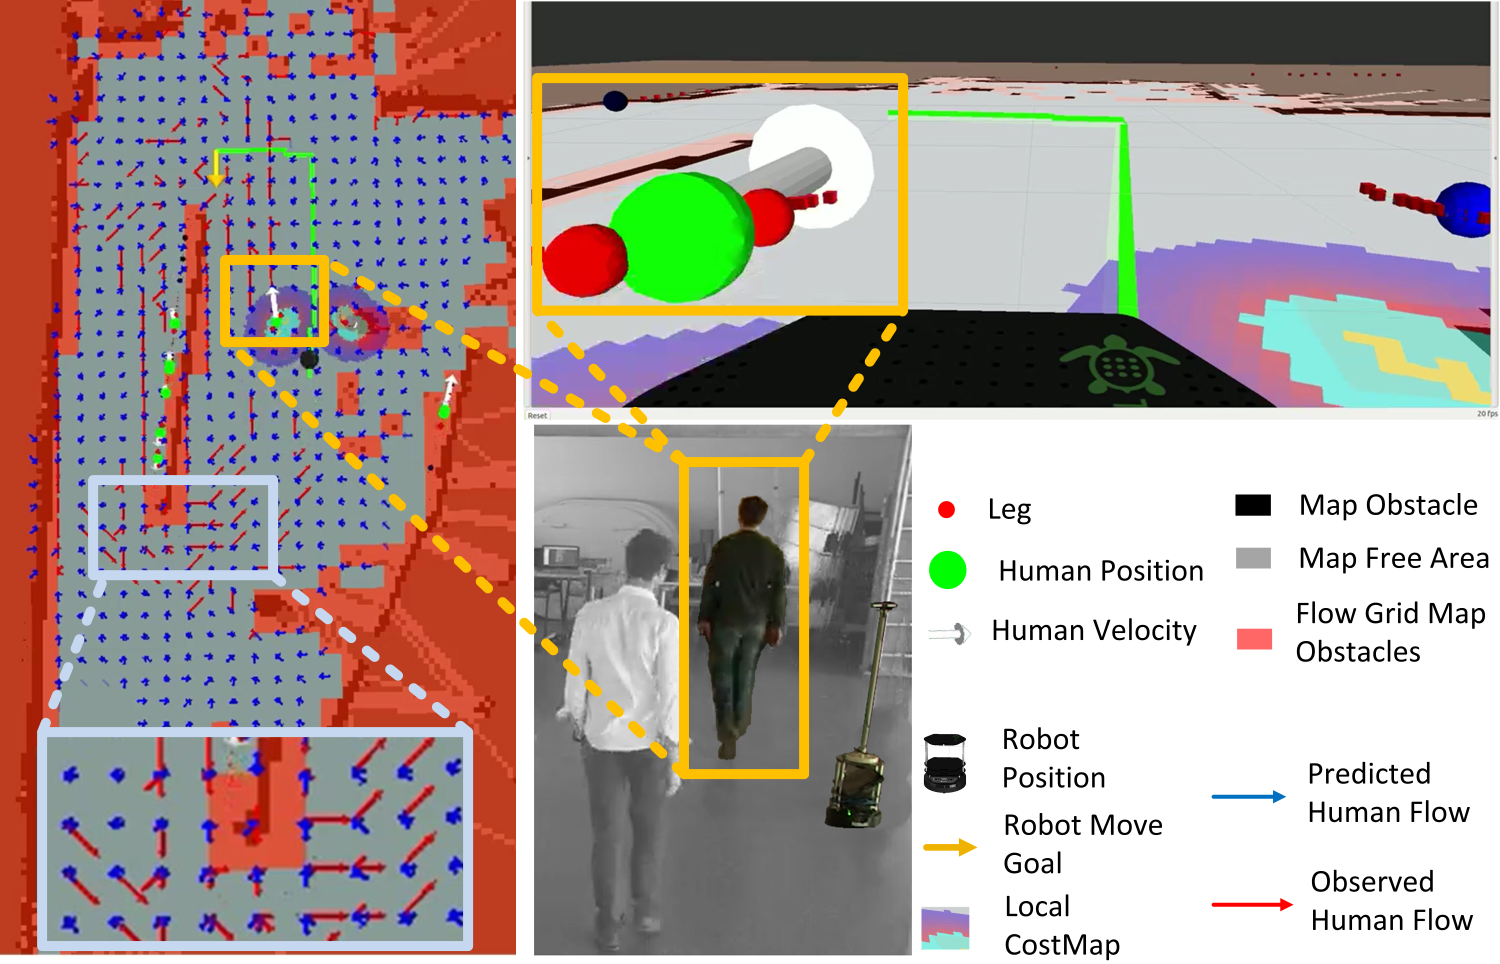 Reset
20 fps
Leg
Human Position
Human Velocity
Robot
Position
Robot Move
Goal
Local
CostMap
Map Obstacle
Map Free Area
Flow Grid Map
Obstacles
Predicted
Human Flow
Observed
Human Flow